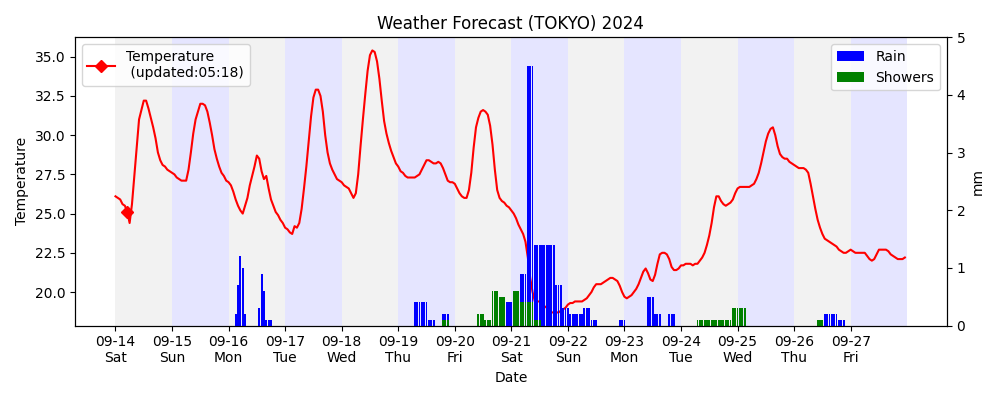 Weather Forecast (TOKYO) 2024
Temperature
(updated:05:18)
Rain
Showers
Temperature
35.0
32.5
30.0
27.5
25.0
22.5
20.0
5
4
3
2
1
0
mm
09-14 09-15 09-16 09-17 09-18 09-19 09-20 09-21 09-22 09-23 09-24 09-25 09-26 09-27
Sat Sun Mon Tue Wed Thu Fri Sat Sun Mon Tue Wed Thu Fri
Date